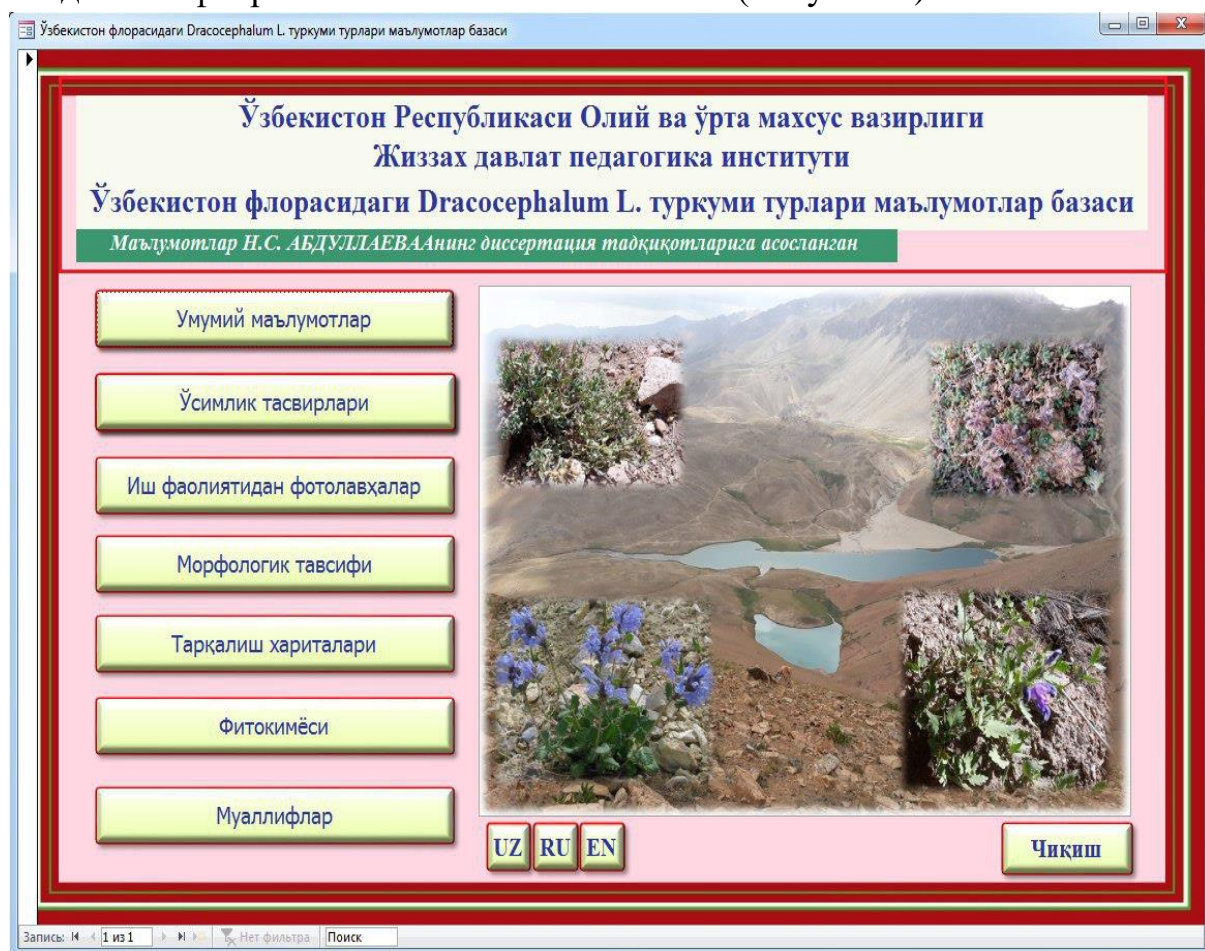 Ўзбекистон флорасидаги Dracocephalum L. туркуми турлари маълумотлар базаси
Ўзбекистон Республикаси Олий ва ўрта махсус вазирлиги
Жиззах давлат педагогика институти
Ўзбекистон флорасидаги Dracocephalum L. туркуми турлари маълумотлар базаси
Маълумотлар Н.С. АБДУЛЛАЕВААнинг диссертация тадқиқотларига асосланган
Умумий маълумотлар
Ўсимлик тасвирлари
Иш фаолиятидан фотолавҳалар
Морфологик тавсифи
Тарқалиш хариталари
Фитокимёси
Муаллифлар
UZ RU EN
Чиқиш
Запись: 1 из 1 Нет фильтра Поиск